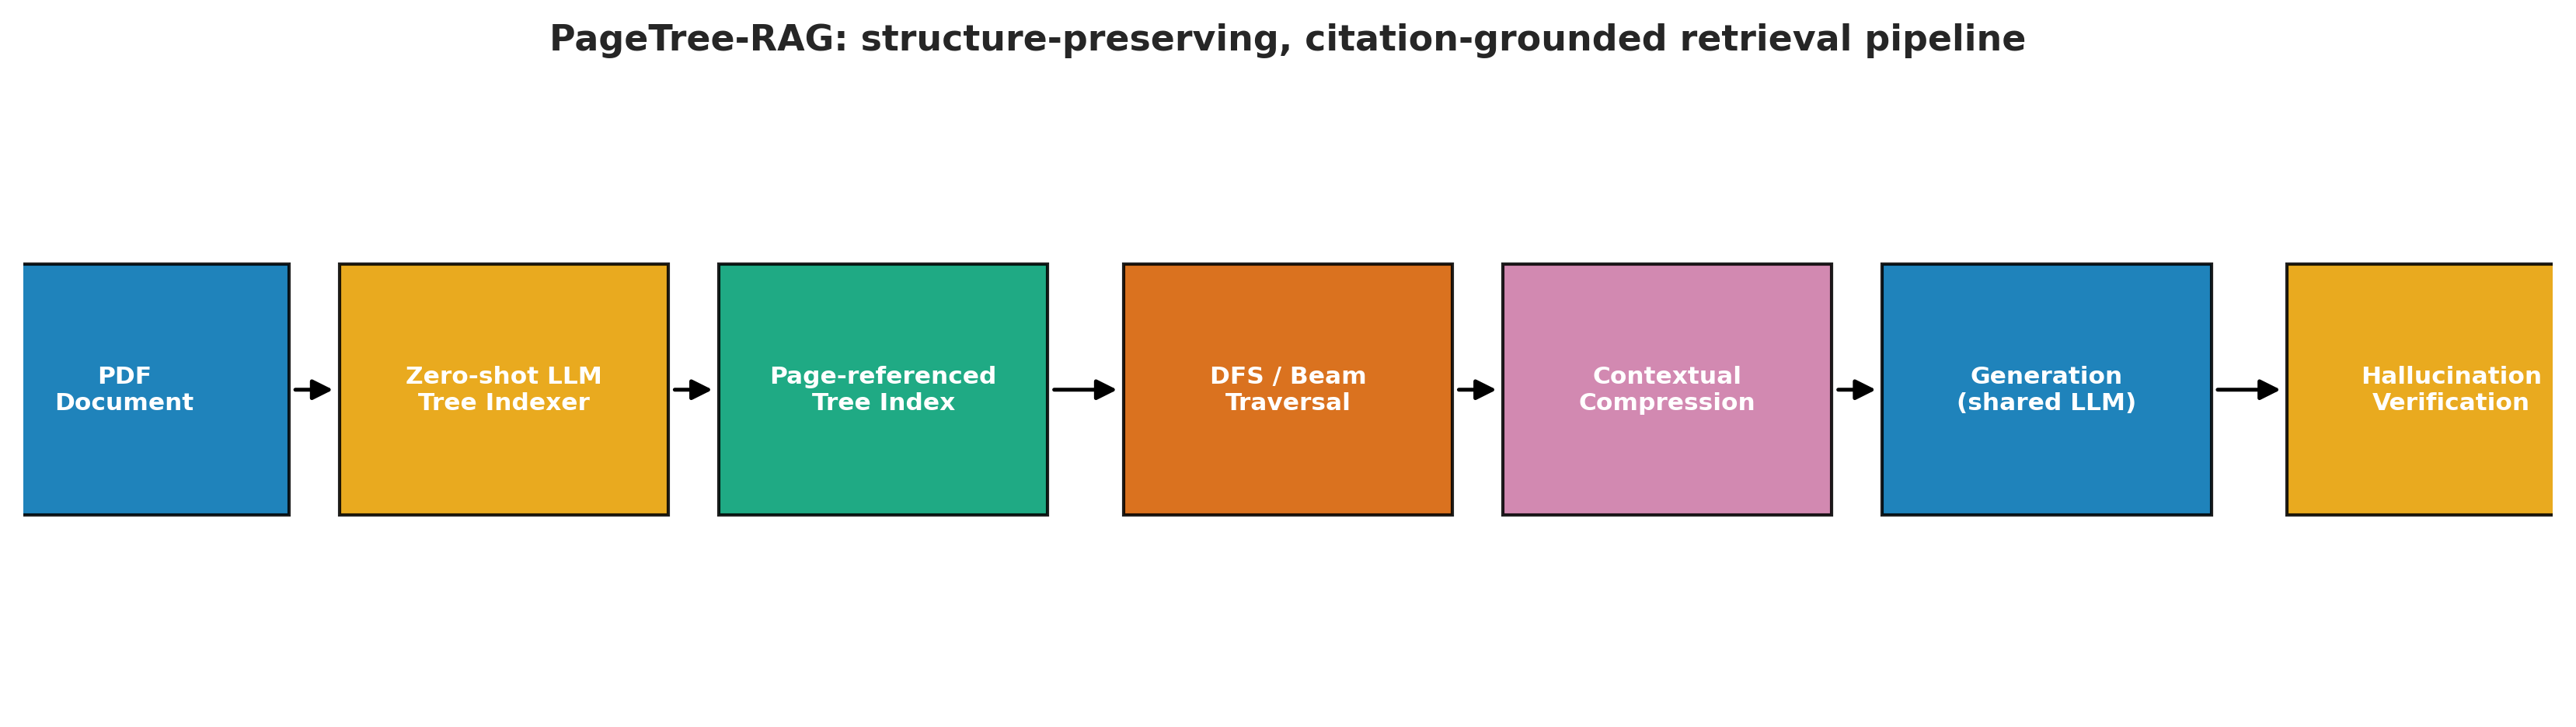 PageTree-RAG: structure-preserving, citation-grounded retrieval pipeline
PDF
Document
Zero-shot LLM
Tree Indexer
Page-referenced
Tree Index
DFS / Beam
Traversal
Contextual
Compression
Generation
(shared LLM)
Hallucination
Verification